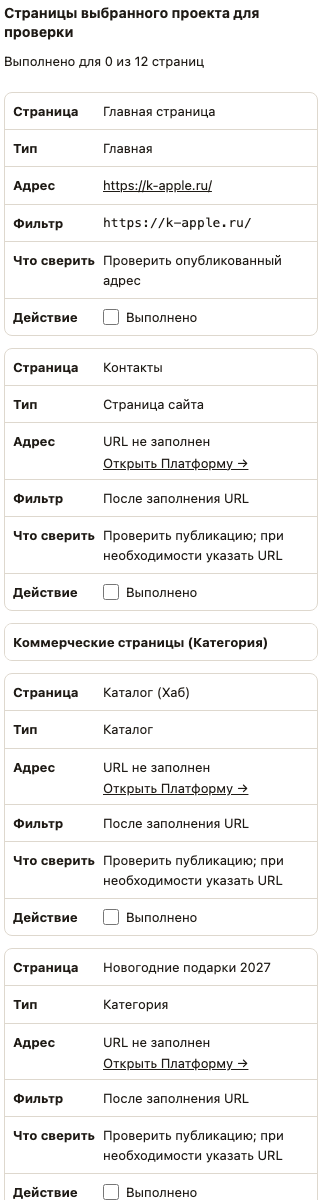 Страницы выбранного проекта для
проверки
Выполнено для 0 из 12 страниц
Страница Главная страница
Тип Главная
Адрес https://k-apple.ru/
Фильтр https://k-apple.ru/
Что сверить Проверить опубликованный
адрес
Действие Выполнено
Страница Контакты
Тип Страница сайта
Адрес URL не заполнен
Открыть Платформу →
Фильтр После заполнения URL
Что сверить Проверить публикацию; при
необходимости указать URL
Действие Выполнено
Коммерческие страницы (Категория)
Страница Каталог (Хаб)
Тип Каталог
Адрес URL не заполнен
Открыть Платформу →
Фильтр После заполнения URL
Что сверить Проверить публикацию; при
необходимости указать URL
Действие Выполнено
Страница Новогодние подарки 2027
Тип Категория
Адрес URL не заполнен
Открыть Платформу →
Фильтр После заполнения URL
Что сверить Проверить публикацию; при
необходимости указать URL
Действие Выполнено